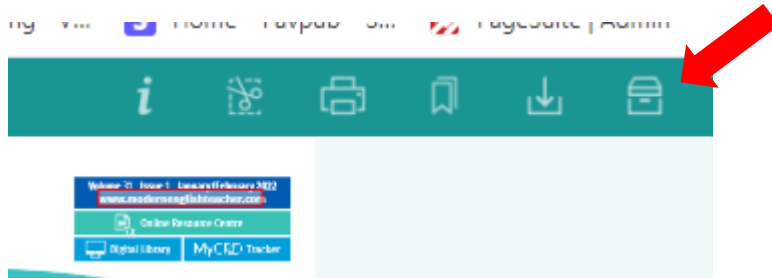 Home
PageSuite | Admin
i
Volume 31 Issue 1 January/February 2022
www.modernenglishteacher.com
Online Resource Centre
Digital Library MyCPD Tracker